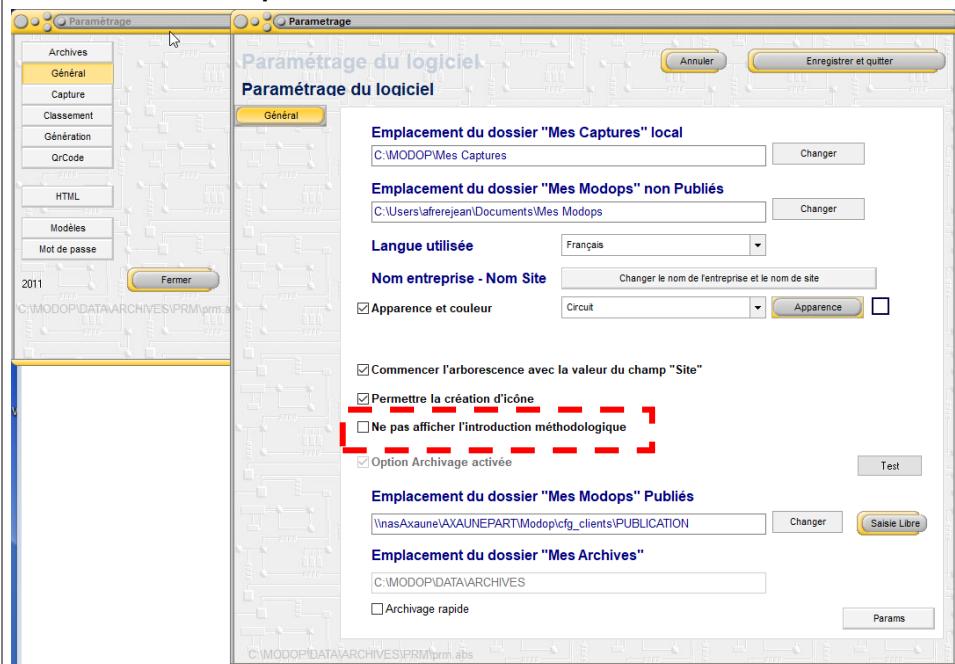 Paramètrage
Archives
Général
Capture
Classement
Génération
QrCode
HTML
Modèles
Mot de passe
2011
Fermer
C:\MODOP\DATA\ARCHIVES\PRM\prm.a
Parametrage
Paramétrage du logiciel
Paramétrage du logiciel
Annuler
Enregistrer et quitter
Général
Emplacement du dossier "Mes Captures" local
C:\MODOP\Mes Captures
Changer
Emplacement du dossier "Mes Modops" non Publiés
C:\Users\afrerejean\Documents\Mes Modops
Changer
Langue utilisée
Français
Nom entreprise - Nom Site
Changer le nom de l'entreprise et le nom de site
Apparence et couleur
Circuit
Apparence
Commencer l'arborescence avec la valeur du champ "Site"
Permettre la création d'icône
Ne pas afficher l'introduction méthodologique
Option Archivage activée
Test
Emplacement du dossier "Mes Modops" Publiés
\\nasAxaune\AXAUNEPART\Modop\cfg_clients\PUBLICATION
Changer
Saisie Libre
Emplacement du dossier "Mes Archives"
C:\MODOP\DATA\ARCHIVES
Archivage rapide
Params
C:\MODOP\DATA\ARCHIVES\PRM\prm.abs